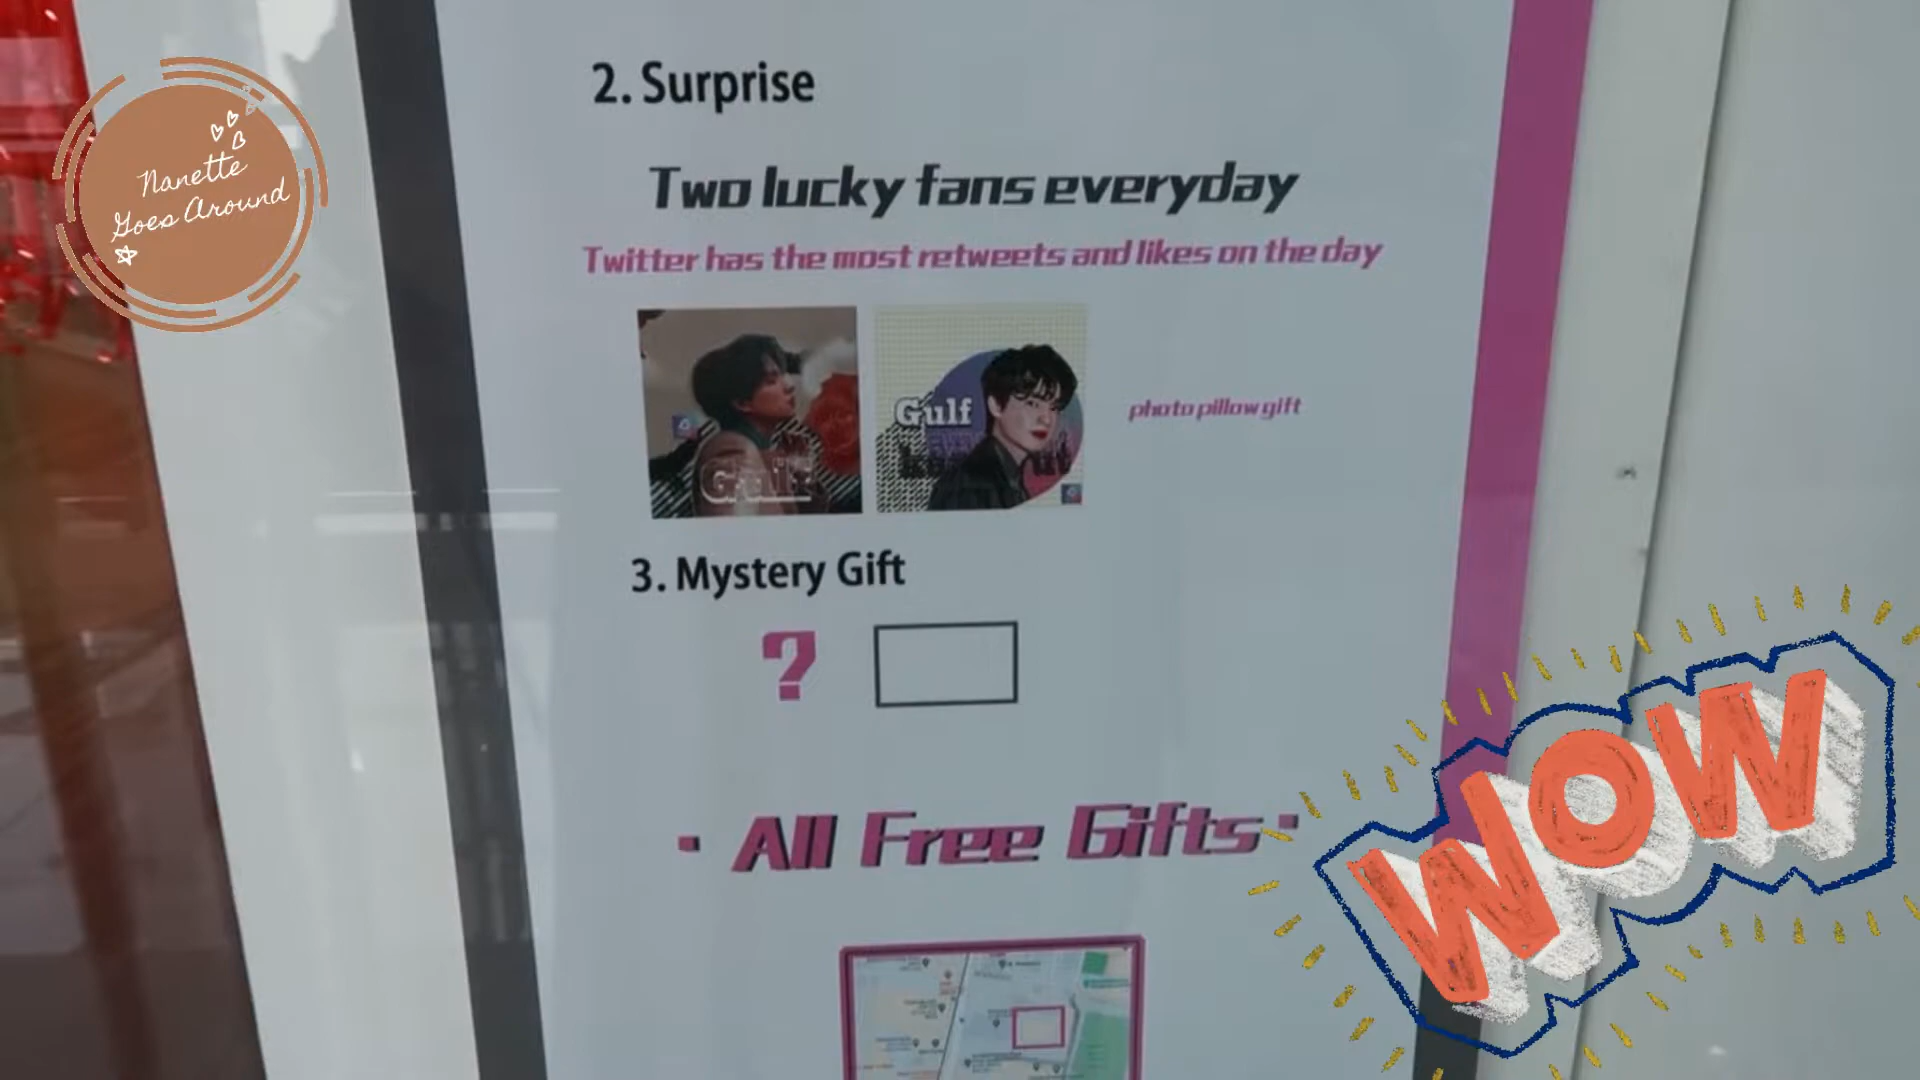 Nanette
Goes Around
2. Surprise
Two lucky fans everyday
Twitter has the most retweets and likes on the day
Gulf
Gulf
photo pillow gift
3. Mystery Gift
?
· All Free Gifts ·
WOW